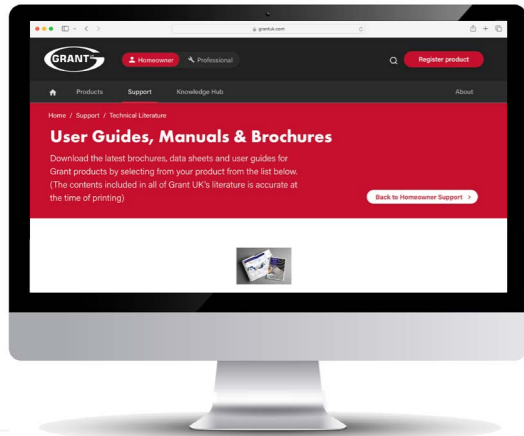 grantuk.com
GRANT
Homeowner
Professional
Register product
Products
Support
Knowledge Hub
About
Home / Support / Technical Literature
User Guides, Manuals & Brochures
Download the latest brochures, data sheets and user guides for
Grant products by selecting from your product from the list below.
(The contents included in all of Grant UK's literature is accurate at
the time of printing)
Back to Homeowner Support >